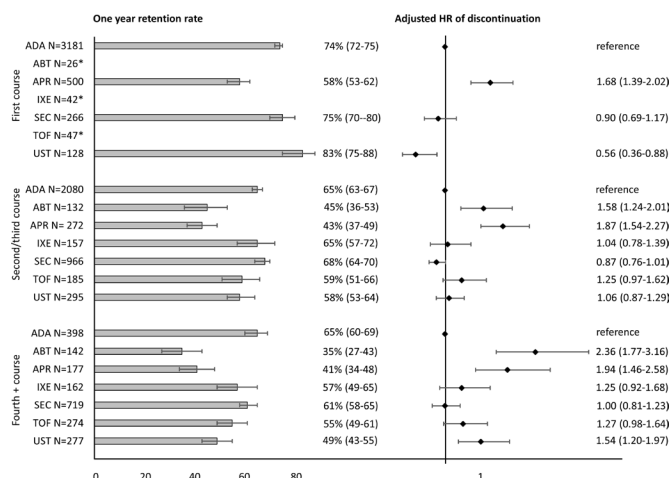 One year retention rate Adjusted HR of discontinuation
First course
ADA N=3181 74% (72-75) reference
ABT N=26*
APR N=500 58% (53-62) 1.68 (1.39-2.02)
IXE N=42*
SEC N=266 75% (70--80) 0.90 (0.69-1.17)
TOF N=47*
UST N=128 83% (75-88) 0.56 (0.36-0.88)
Second/third course
ADA N=2080 65% (63-67) reference
ABT N=132 45% (36-53) 1.58 (1.24-2.01)
APR N= 272 43% (37-49) 1.87 (1.54-2.27)
IXE N=157 65% (57-72) 1.04 (0.78-1.39)
SEC N=966 68% (64-70) 0.87 (0.76-1.01)
TOF N=185 59% (51-66) 1.25 (0.97-1.62)
UST N=295 58% (53-64) 1.06 (0.87-1.29)
Fourth + course
ADA N=398 65% (60-69) reference
ABT N=142 35% (27-43) 2.36 (1.77-3.16)
APR N=177 41% (34-48) 1.94 (1.46-2.58)
IXE N=162 57% (49-65) 1.25 (0.92-1.68)
SEC N=719 61% (58-65) 1.00 (0.81-1.23)
TOF N=274 55% (49-61) 1.27 (0.98-1.64)
UST N=277 49% (43-55) 1.54 (1.20-1.97)
0 20 40 60 80 1